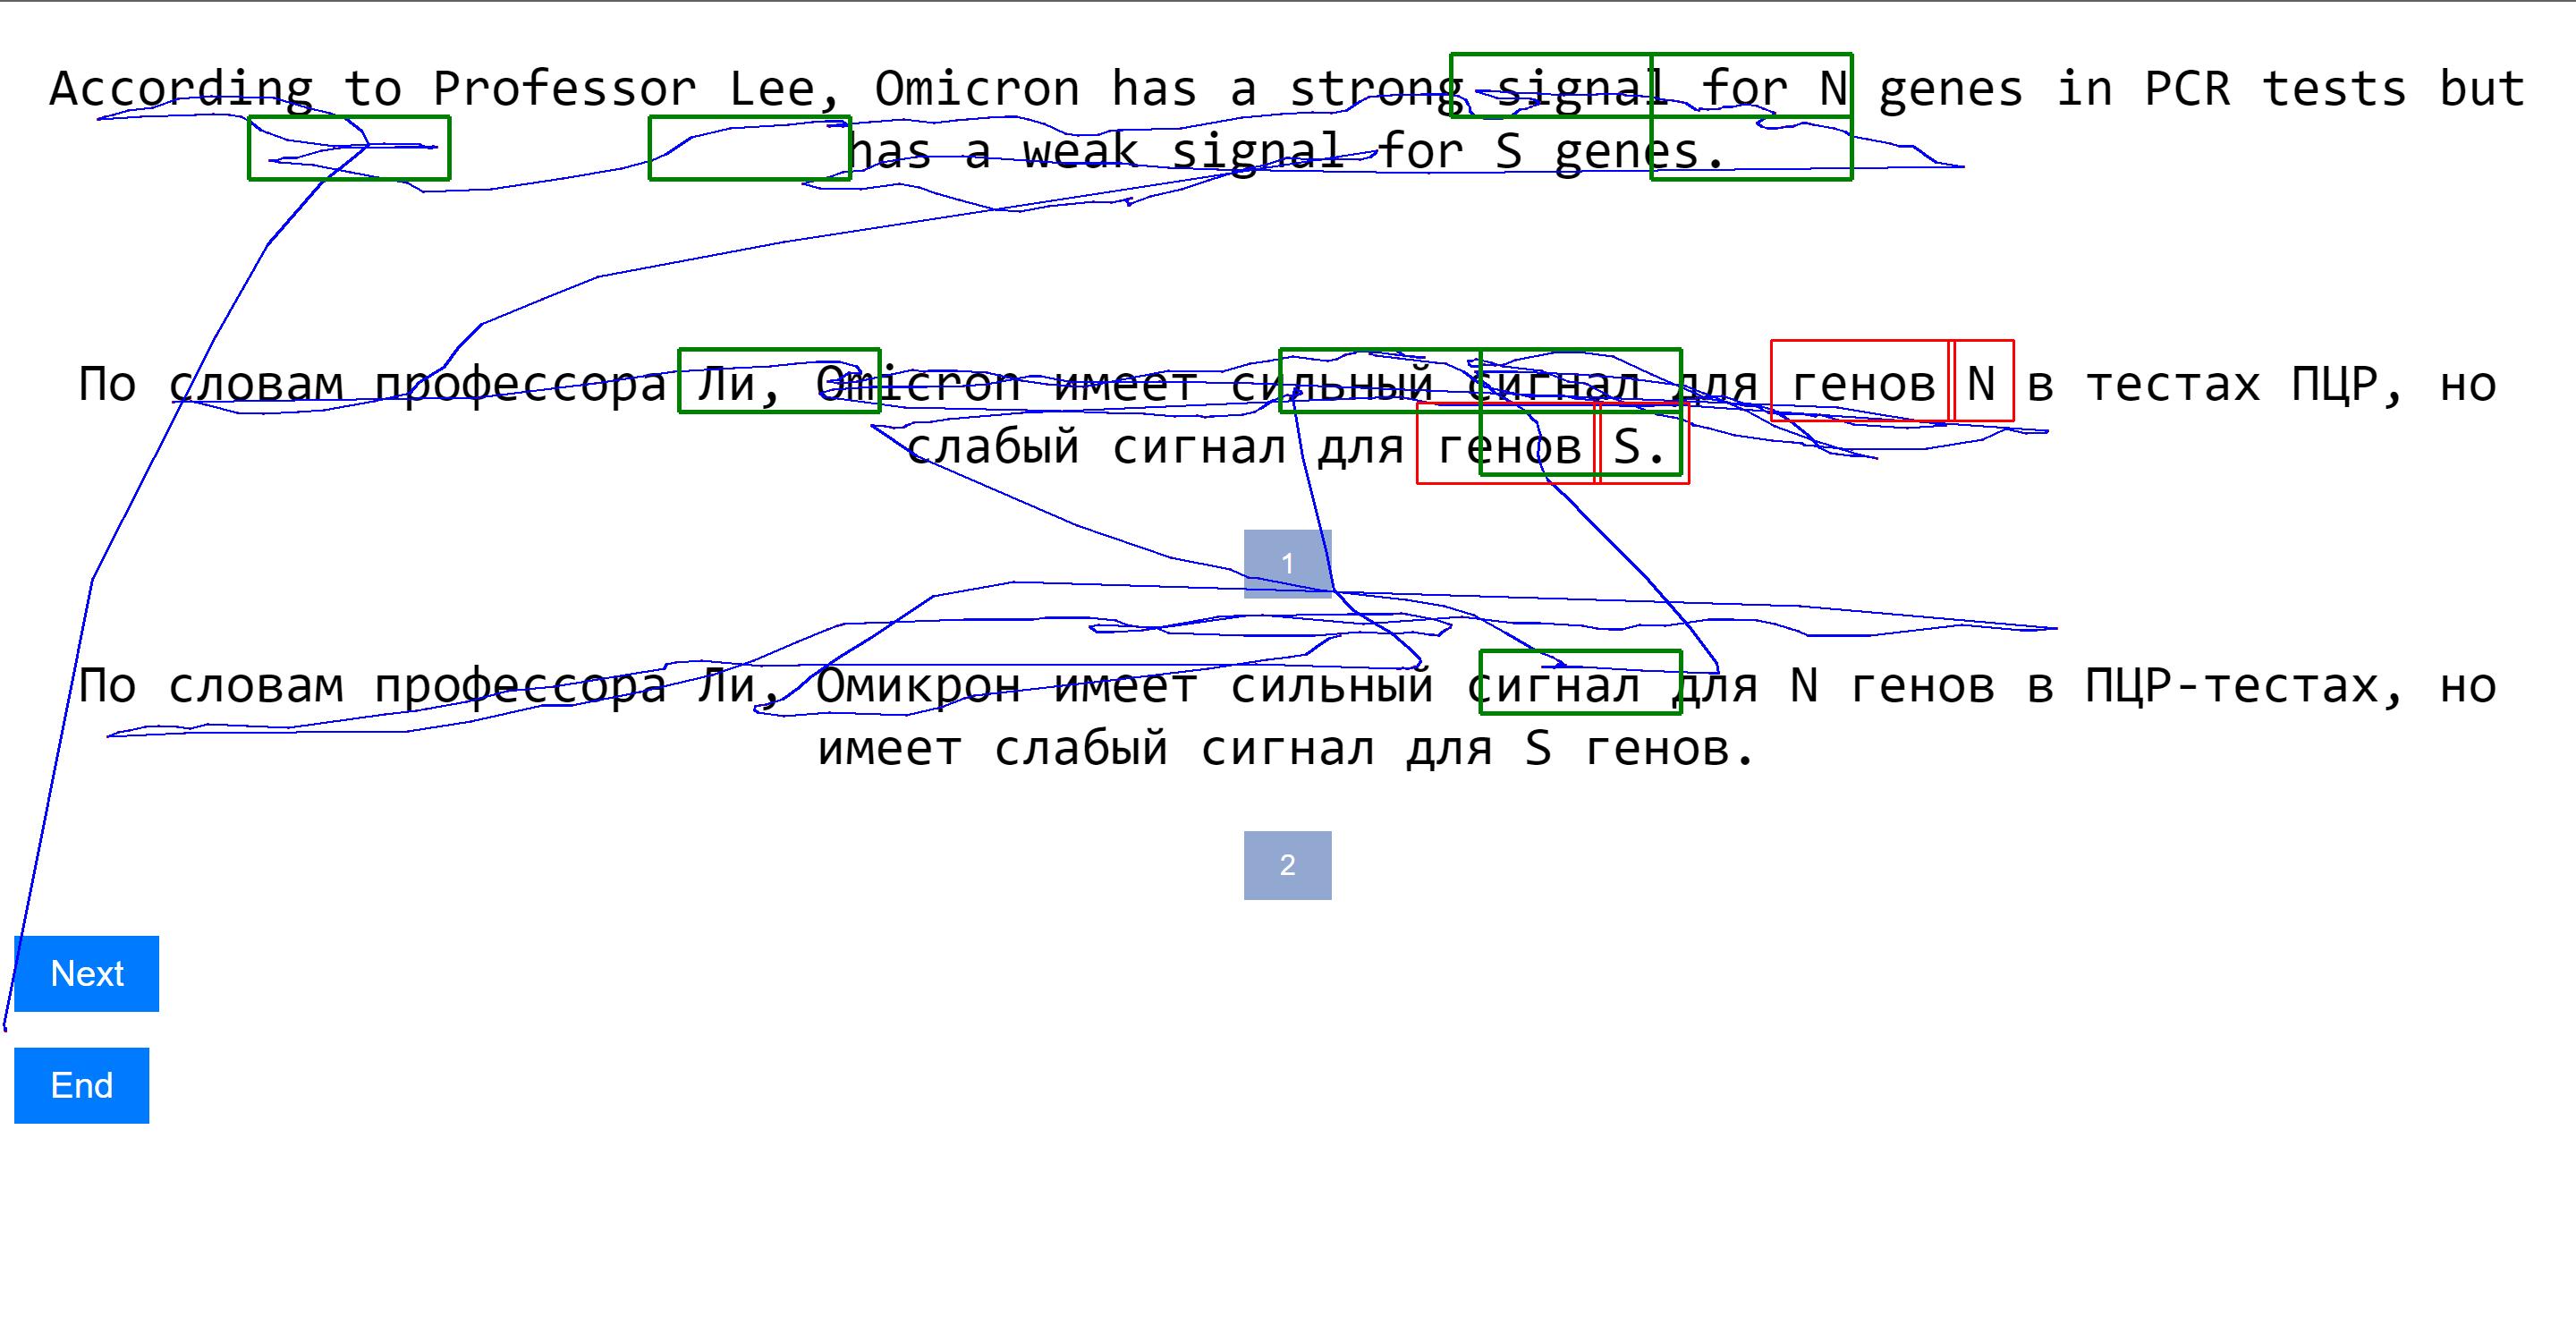 According to Professor Lee, Omicron has a strong signal for N genes in PCR tests but
has a weak signal for S genes.
По словам профессора Ли, Omicron имеет сильный сигнал для генов N в тестах ПЦР, но
слабый сигнал для генов S.
1
По словам профессора Ли, Омикрон имеет сильный сигнал для N генов в ПЦР-тестах, но
имеет слабый сигнал для S генов.
2
Next
End